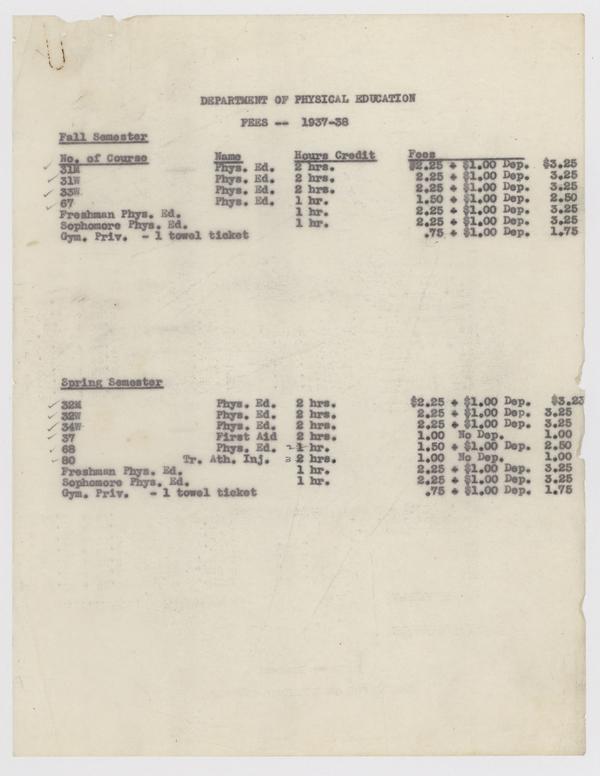 DEPARTMENT OF PHYSICAL EDUCATION
FEES -- 1937-38
Fall Semester
No. of Course Name Hours Credit Fees
31M Phys. Ed. 2 hrs. $2.25 + $1.00 Dep. $3.25
31W Phys. Ed. 2 hrs. 2.25 + $1.00 Dep. 3.25
33W Phys. Ed. 2 hrs. 2.25 + $1.00 Dep. 3.25
67 Phys. Ed. 1 hr. 1.50 + $1.00 Dep. 2.50
Freshman Phys. Ed. 1 hr. 2.25 + $1.00 Dep. 3.25
Sophomore Phys. Ed. 1 hr. 2.25 + $1.00 Dep. 3.25
Gym. Priv. - 1 towel ticket .75 + $1.00 Dep. 1.75
Spring Semester
32M Phys. Ed. 2 hrs. $2.25 + $1.00 Dep. $3.25
32W Phys. Ed. 2 hrs. 2.25 + $1.00 Dep. 3.25
34W Phys. Ed. 2 hrs. 2.25 + $1.00 Dep. 3.25
37 First Aid 2 hrs. 1.00 No Dep. 1.00
68 Phys. Ed. 1 hr. 1.50 + $1.00 Dep. 2.50
80 Tr. Ath. Inj. 2 hrs. 1.00 No Dep. 1.00
Freshman Phys. Ed. 1 hr. 2.25 + $1.00 Dep. 3.25
Sophomore Phys. Ed. 1 hr. 2.25 + $1.00 Dep. 3.25
Gym. Priv. - 1 towel ticket .75 + $1.00 Dep. 1.75